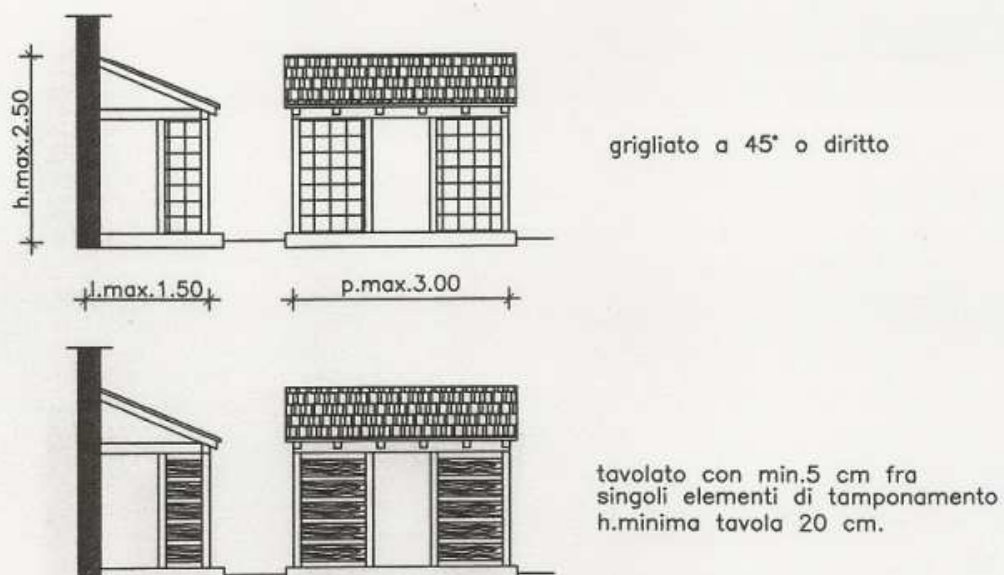 h.max.2.50
grigliato a 45° o diritto
l.max.1.50
p.max.3.00
tavolato con min.5 cm fra
singoli elementi di tamponamento
h.minima tavola 20 cm.